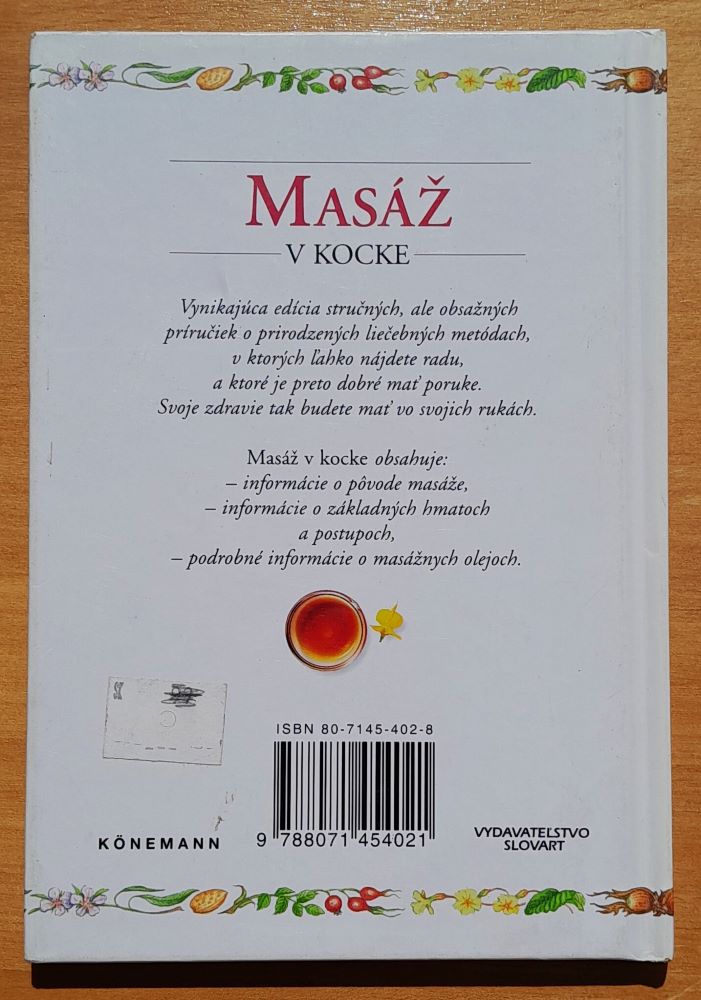 MASÁŽ
V KOCKE
Vynikajúca edícia stručných, ale obsažných
príručiek o prirodzených liečebných metódach,
v ktorých ľahko nájdete radu,
a ktoré je preto dobré mať poruke.
Svoje zdravie tak budete mať vo svojich rukách.
Masáž v kocke obsahuje:
– informácie o pôvode masáže,
– informácie o základných hmatoch
a postupoch,
– podrobné informácie o masážnych olejoch.
ISBN 80-7145-402-8
9 788071 454021
KÖNEMANN
VYDAVATEĽSTVO
SLOVART